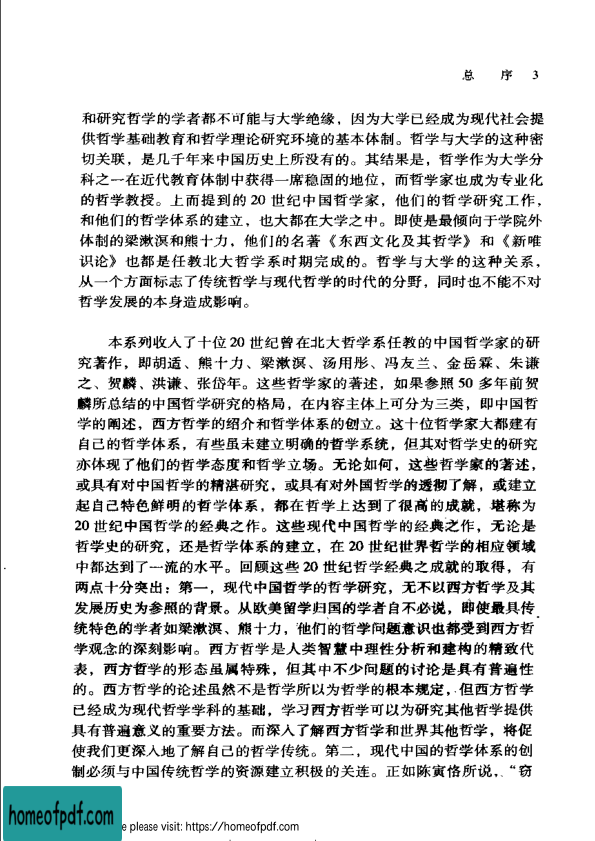 总 序 3
和研究哲学的学者都不可能与大学绝缘，因为大学已经成为现代社会提
供哲学基础教育和哲学理论研究环境的基本体制。哲学与大学的这种密
切关联，是几千年来中国历史上所没有的。其结果是，哲学作为大学分
科之一在近代教育体制中获得一席稳固的地位，而哲学家也成为专业化
的哲学教授。上而提到的 20 世纪中国哲学家，他们的哲学研究工作，
和他们的哲学体系的建立，也大都在大学之中。即使是最倾向于学院外
体制的梁漱溟和熊十力，他们的名著《东西文化及其哲学》和《新唯
识论》也都是任教北大哲学系时期完成的。哲学与大学的这种关系，
从一个方面标志了传统哲学与现代哲学的时代的分野，同时也不能不对
哲学发展的本身造成影响。
本系列收入了十位 20 世纪曾在北大哲学系任教的中国哲学家的研
究著作，即胡适、熊十力、梁漱溟、汤用彤、冯友兰、金岳霖、朱谦
之、贺麟、洪谦、张岱年。这些哲学家的著述，如果参照 50 多年前贺
麟所总结的中国哲学研究的格局，在内容主体上可分为三类，即中国哲
学的阐述，西方哲学的绍介和哲学体系的创立。这十位哲学家大都建有
自己的哲学体系，有些虽未建立明确的哲学系统，但其对哲学史的研究
亦体现了他们的哲学态度和哲学立场。无论如何，这些哲学家的著述，
或具有对中国哲学的精湛研究，或具有对外国哲学的透彻了解，或建立
起自己特色鲜明的哲学体系，都在哲学上达到了很高的成就，堪称为
20 世纪中国哲学的经典之作。这些现代中国哲学的经典之作，无论是
哲学史的研究，还是哲学体系的建立，在 20 世纪世界哲学的相应领域
中都达到了一流的水平。回顾这些 20 世纪哲学经典之成就的取得，有
两点十分突出：第一，现代中国哲学的哲学研究，无不以西方哲学及其
发展历史为参照的背景。从欧美留学归国的学者自不必说，即使最具传
统特色的学者如梁漱溟、熊十力，他们的哲学问题意识也都受到西方哲
学观念的深刻影响。西方哲学是人类智慧中理性分析和建构的精致代
表，西方哲学的形态虽属特殊，但其中不少问题的讨论是具有普遍性
的。西方哲学的论述虽然不是哲学所以为哲学的根本规定，但西方哲学
已经成为现代哲学学科的基础，学习西方哲学可以为研究其他哲学提供
具有普遍意义的重要方法。而深入了解西方哲学和世界其他哲学，将促
使我们更深入地了解自己的哲学传统。第二，现代中国的哲学体系的创
制必须与中国传统哲学的资源建立积极的关连。正如陈寅恪所说，“窃
homeofpdf.com
e please visit: https://homeofpdf.com